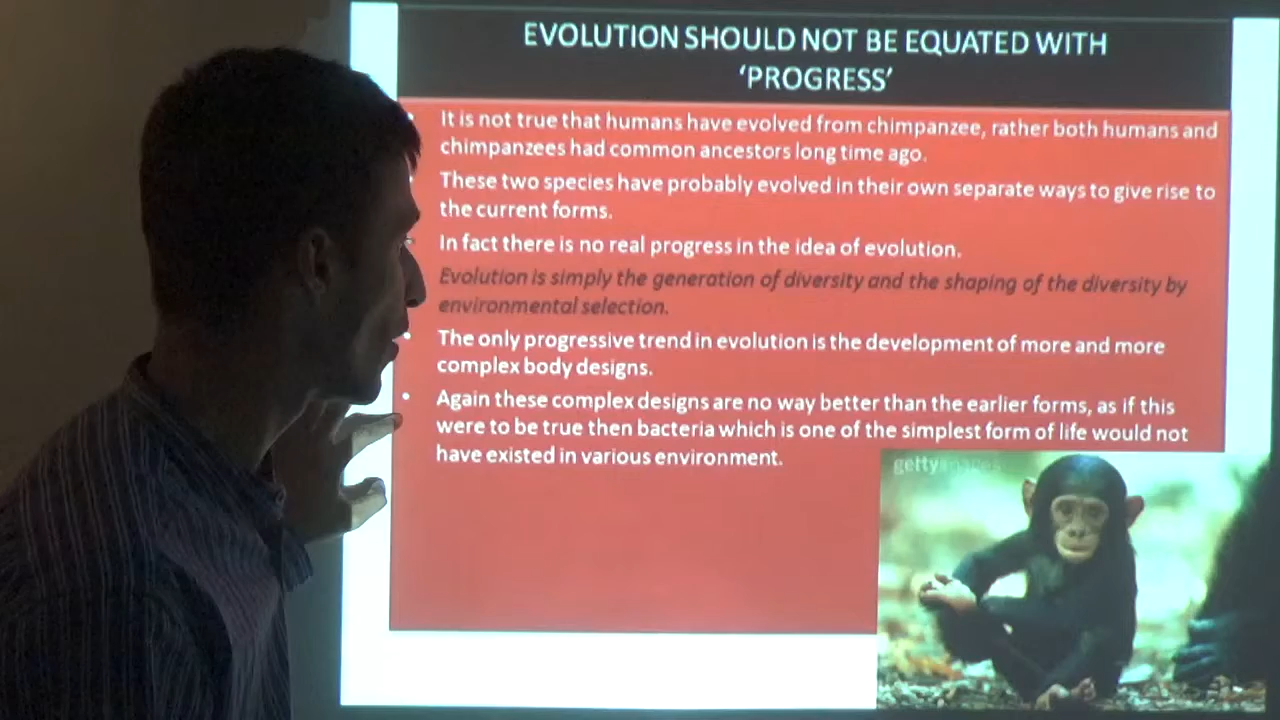 EVOLUTION SHOULD NOT BE EQUATED WITH
'PROGRESS'
• It is not true that humans have evolved from chimpanzee, rather both humans and
chimpanzees had common ancestors long time ago.
• These two species have probably evolved in their own separate ways to give rise to
the current forms.
In fact there is no real progress in the idea of evolution.
Evolution is simply the generation of diversity and the shaping of the diversity by
environmental selection.
• The only progressive trend in evolution is the development of more and more
complex body designs.
• Again these complex designs are no way better than the earlier forms, as if this
were to be true then bacteria which is one of the simplest form of life would not
have existed in various environment.
gettyimages